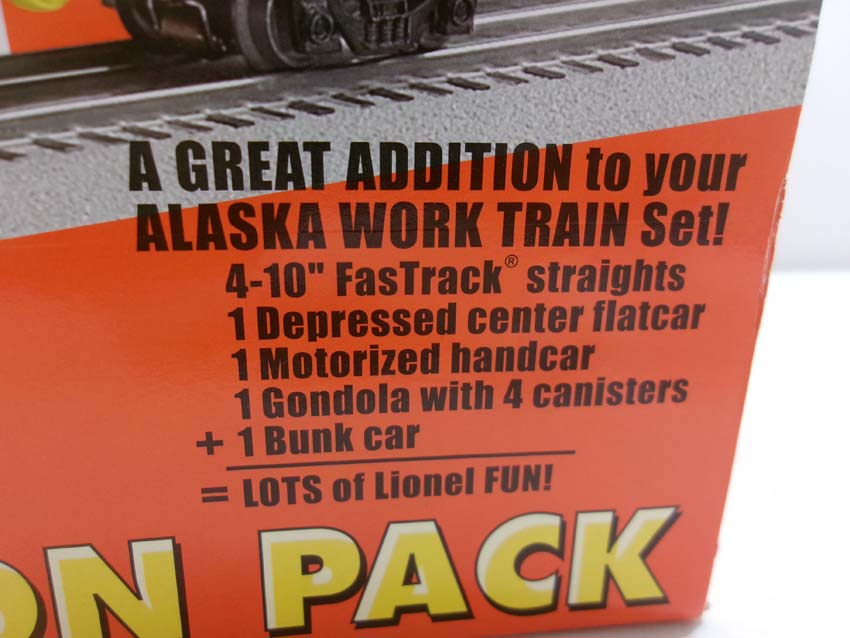 A GREAT ADDITION to your
ALASKA WORK TRAIN Set!
4-10" FasTrack® straights
1 Depressed center flatcar
1 Motorized handcar
1 Gondola with 4 canisters
+ 1 Bunk car
= LOTS of Lionel FUN!
ON PACK